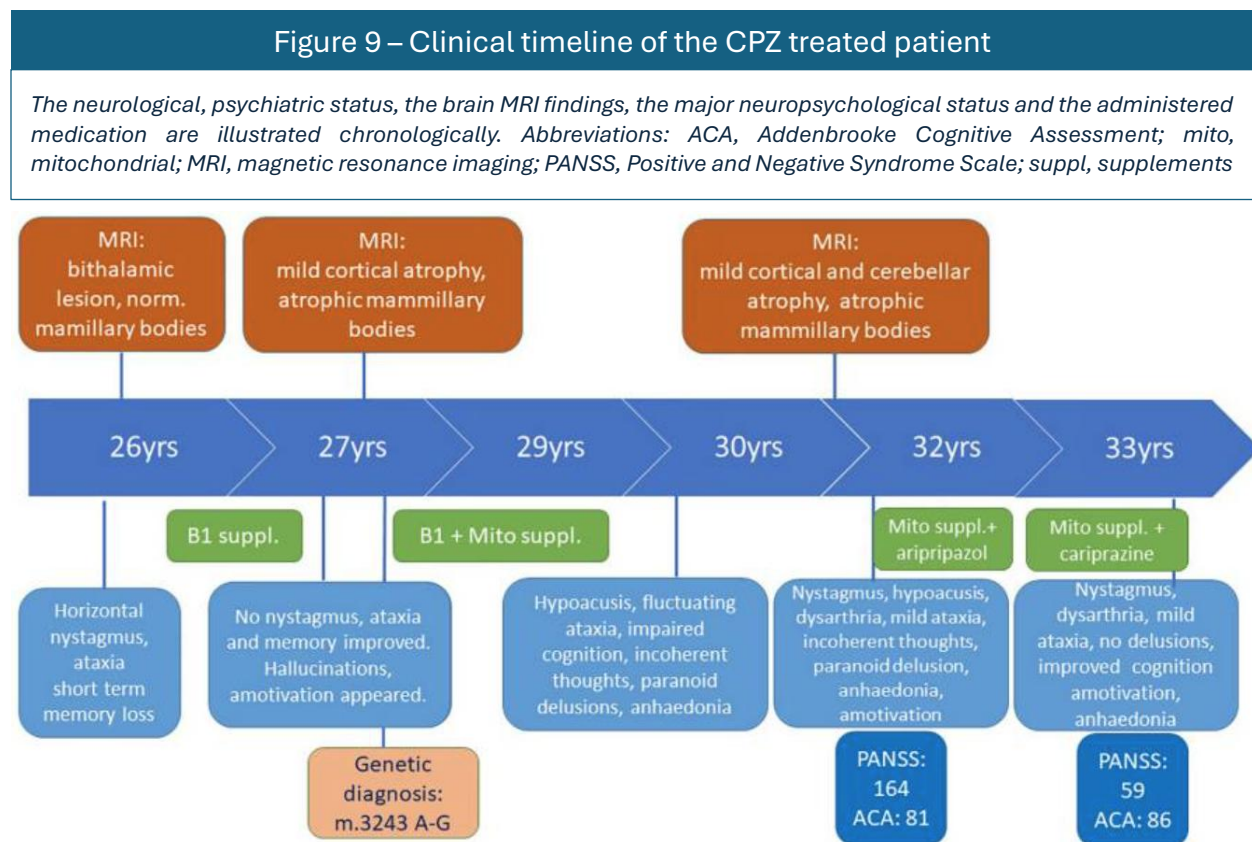 Figure 9 – Clinical timeline of the CPZ treated patient
The neurological, psychiatric status, the brain MRI findings, the major neuropsychological status and the administered
medication are illustrated chronologically. Abbreviations: ACA, Addenbrooke Cognitive Assessment; mito,
mitochondrial; MRI, magnetic resonance imaging; PANSS, Positive and Negative Syndrome Scale; suppl, supplements
MRI:
bithalamic
lesion, norm.
mamillary bodies
MRI:
mild cortical atrophy,
atrophic mammillary
bodies
MRI:
mild cortical and cerebellar
atrophy, atrophic
mammillary bodies
26yrs
27yrs
29yrs
30yrs
32yrs
33yrs
B1 suppl.
B1 + Mito suppl.
Mito suppl.+
aripripazol
Mito suppl. +
cariprazine
Horizontal
nystagmus,
ataxia
short term
memory loss
No nystagmus, ataxia
and memory improved.
Hallucinations,
amotivation appeared.
Hypoacusis, fluctuating
ataxia, impaired
cognition, incoherent
thoughts, paranoid
delusions, anhaedonia
Nystagmus, hypoacusis,
dysarthria, mild ataxia,
incoherent thoughts,
paranoid delusion,
anhaedonia,
amotivation
Nystagmus,
dysarthria, mild
ataxia, no delusions,
improved cognition
amotivation,
anhaedonia
Genetic
diagnosis:
m.3243 A-G
PANSS:
164
ACA: 81
PANSS:
59
ACA: 86